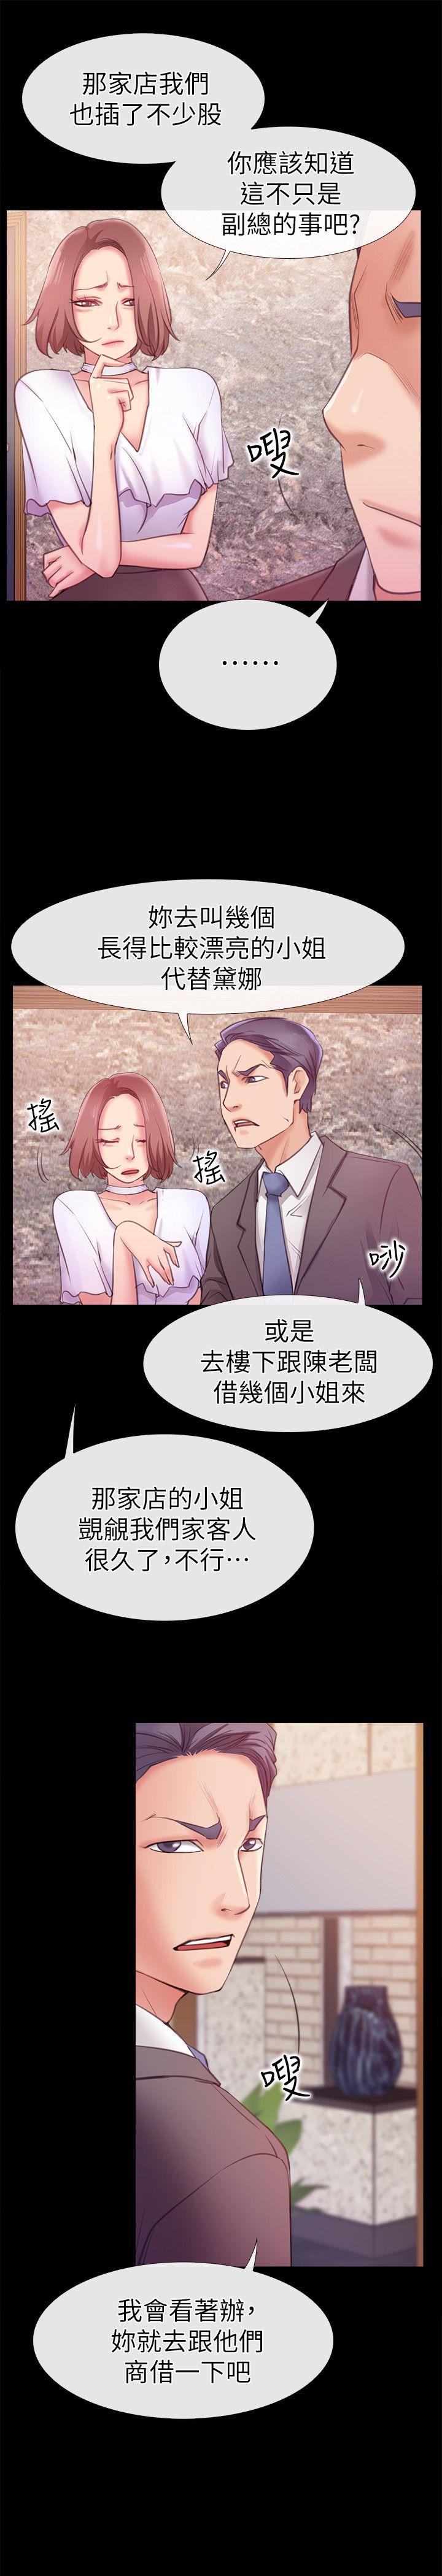 那家店我們
也插了不少股
你應該知道
這不只是
副總的事吧?
嗖
⋯⋯
妳去叫幾個
長得比較漂亮的小姐
代替黛娜
搖
搖
唦
或是
去樓下跟陳老闆
借幾個小姐來
那家店的小姐
覬覦我們家客人
很久了,不行⋯
嗖
我會看著辦,
妳就去跟他們
商借一下吧